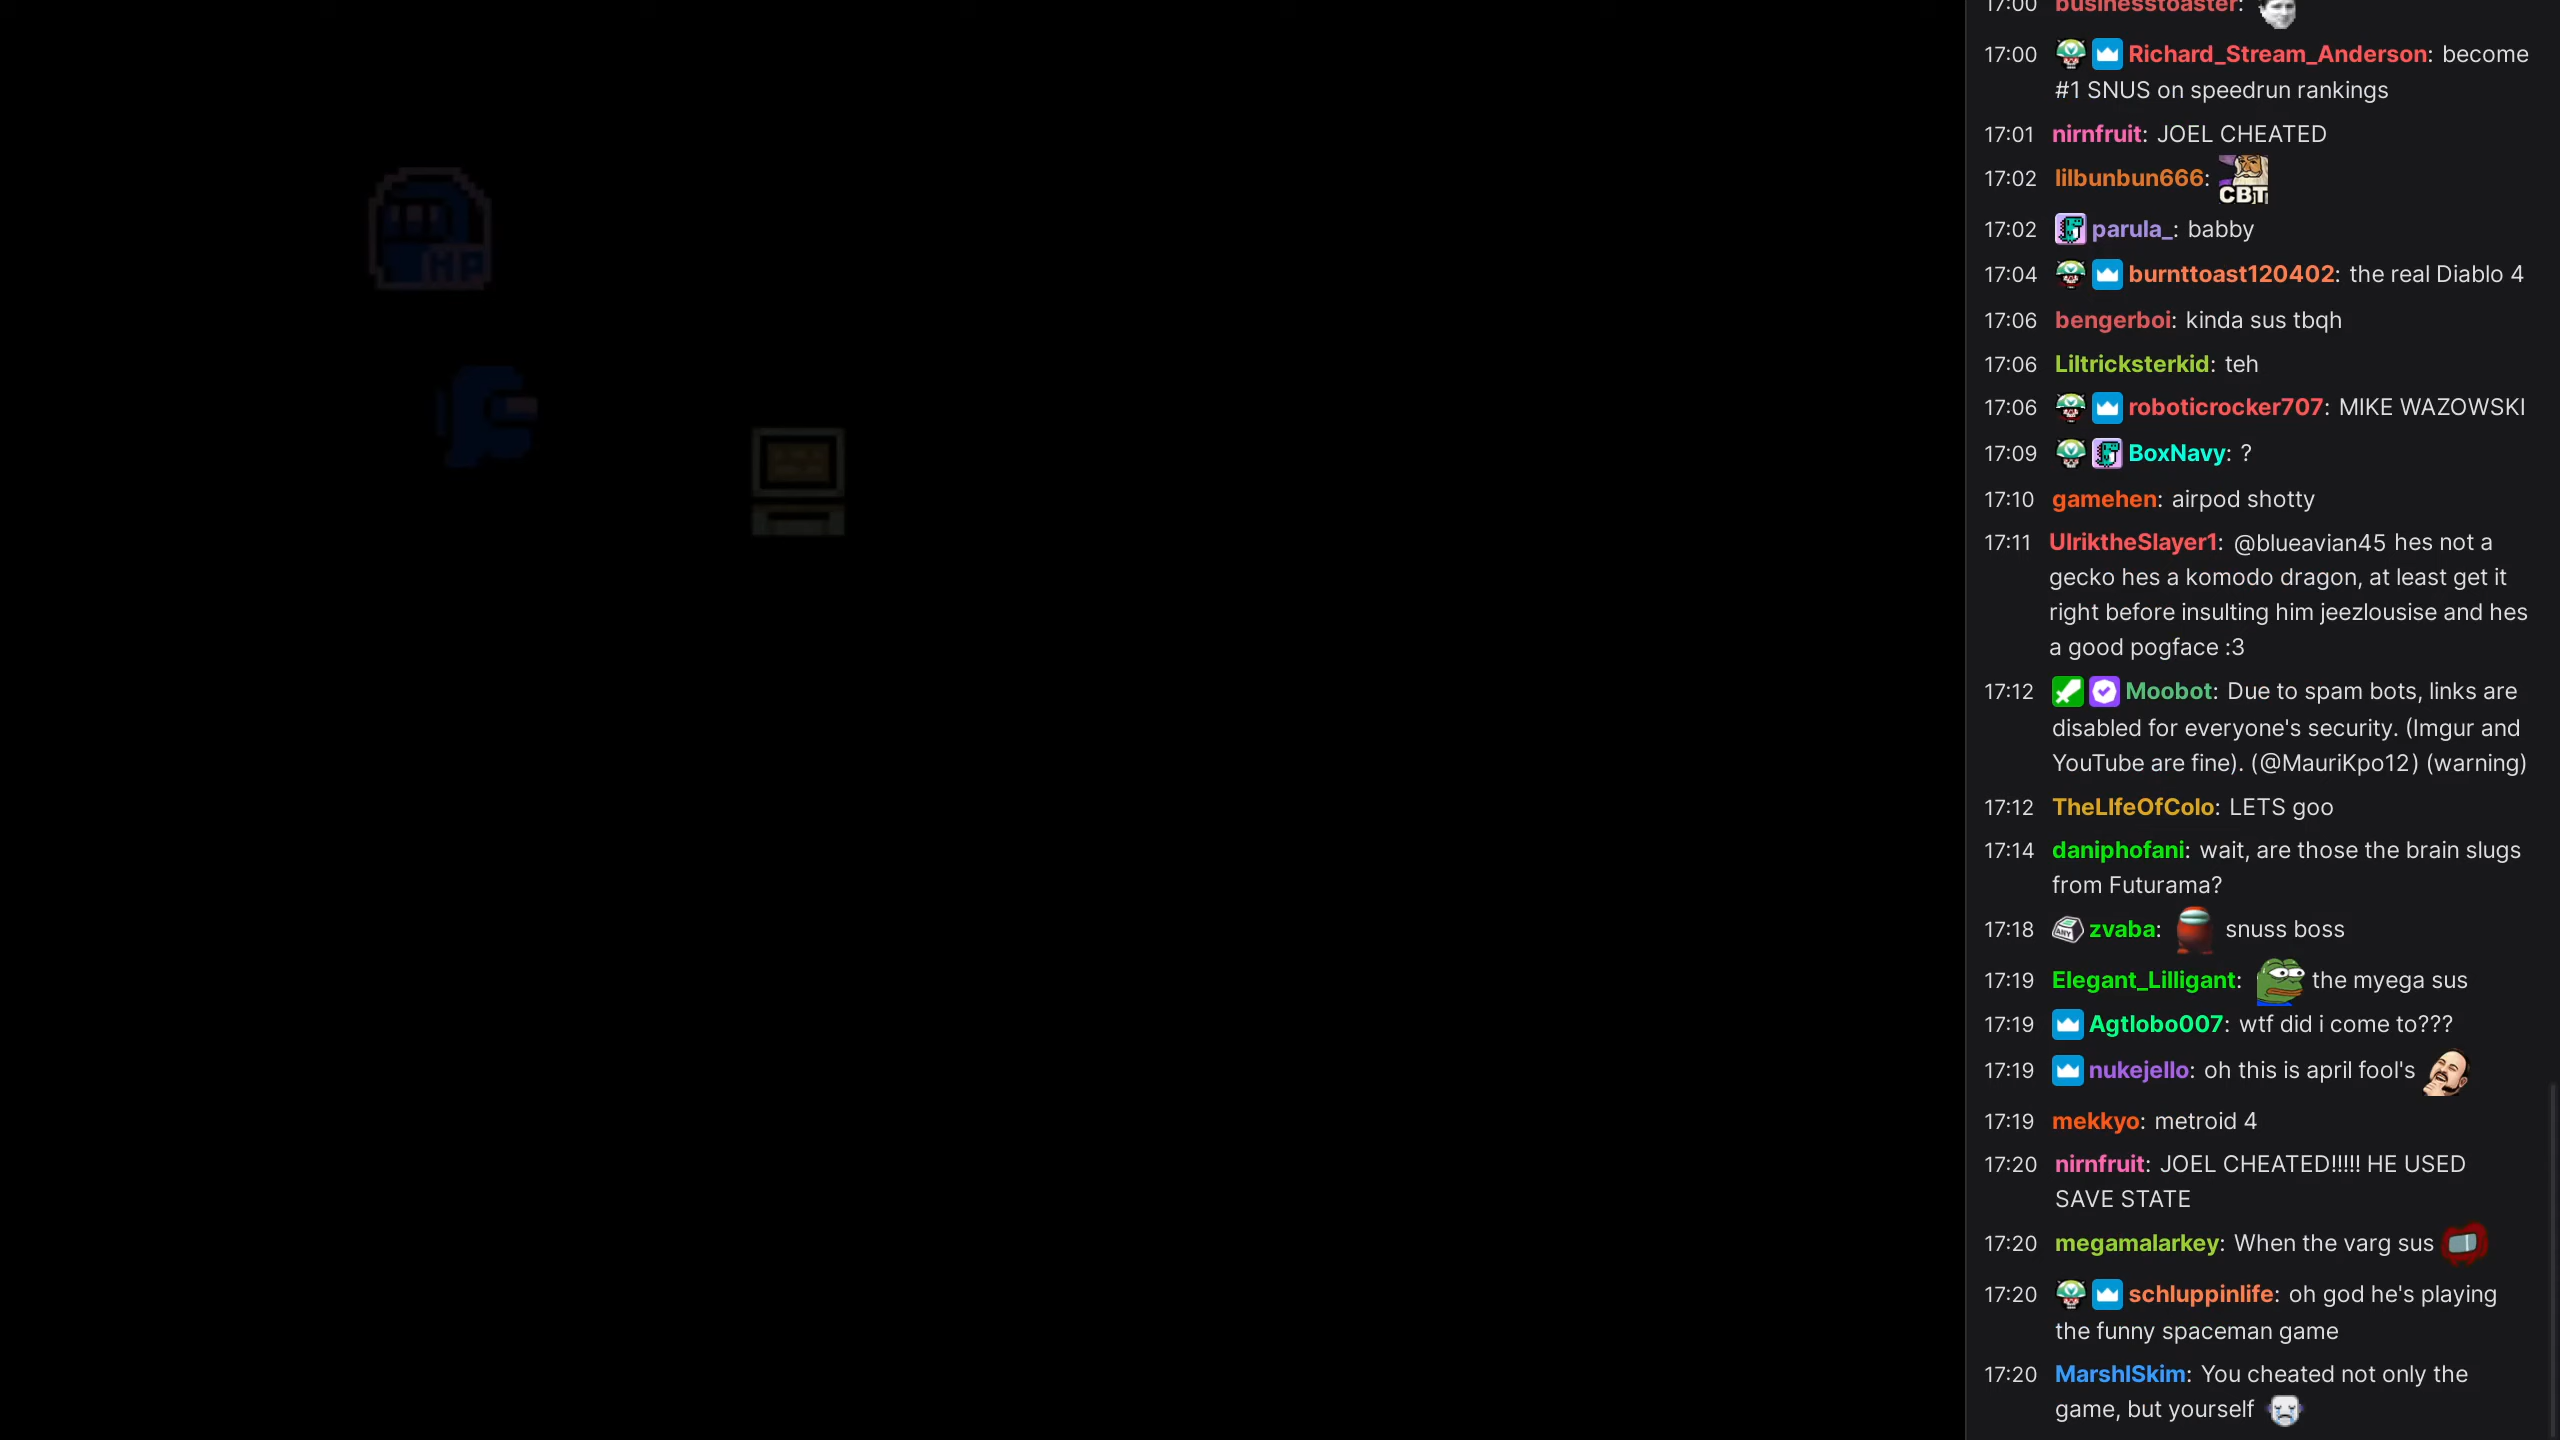 HP
17:00 businesstoaster:
17:00 Richard_Stream_Anderson: become
#1 SNUS on speedrun rankings
17:01 nirnfruit: JOEL CHEATED
17:02 lilbunbun666: CBT
17:02 parula_: babby
17:04 burnttoast120402: the real Diablo 4
17:06 bengerboi: kinda sus tbqh
17:06 Liltricksterkid: teh
17:06 roboticrocker707: MIKE WAZOWSKI
17:09 BoxNavy: ?
17:10 gamehen: airpod shotty
17:11 UlriktheSlayer1: @blueavian45 hes not a
gecko hes a komodo dragon, at least get it
right before insulting him jeezlousise and hes
a good pogface :3
17:12 Moobot: Due to spam bots, links are
disabled for everyone's security. (Imgur and
YouTube are fine). (@MauriKpo12) (warning)
17:12 TheLIfeOfColo: LETS goo
17:14 daniphofani: wait, are those the brain slugs
from Futurama?
17:18 ANY zvaba: snuss boss
17:19 Elegant_Lilligant: the myega sus
17:19 Agtlobo007: wtf did i come to???
17:19 nukejello: oh this is april fool's
17:19 mekkyo: metroid 4
17:20 nirnfruit: JOEL CHEATED!!!!! HE USED
SAVE STATE
17:20 megamalarkey: When the varg sus
17:20 schluppinlife: oh god he's playing
the funny spaceman game
17:20 MarshlSkim: You cheated not only the
game, but yourself